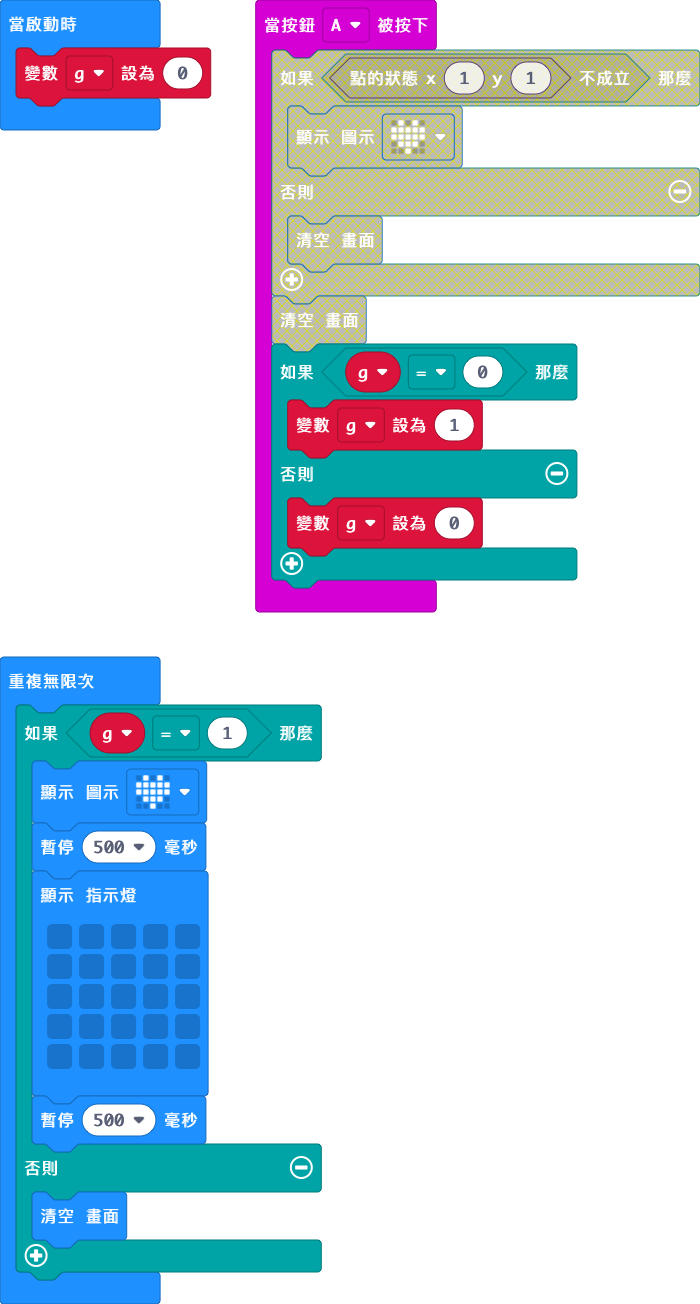 當啟動時
變數 g 設為 0
當按鈕 A 被按下
如果 點的狀態 x 1 y 1 不成立 那麼
顯示 圖示
否則
清空 畫面
清空 畫面
如果 g = 0 那麼
變數 g 設為 1
否則
變數 g 設為 0
重複無限次
如果 g = 1 那麼
顯示 圖示
暫停 500 毫秒
顯示 指示燈
暫停 500 毫秒
否則
清空 畫面